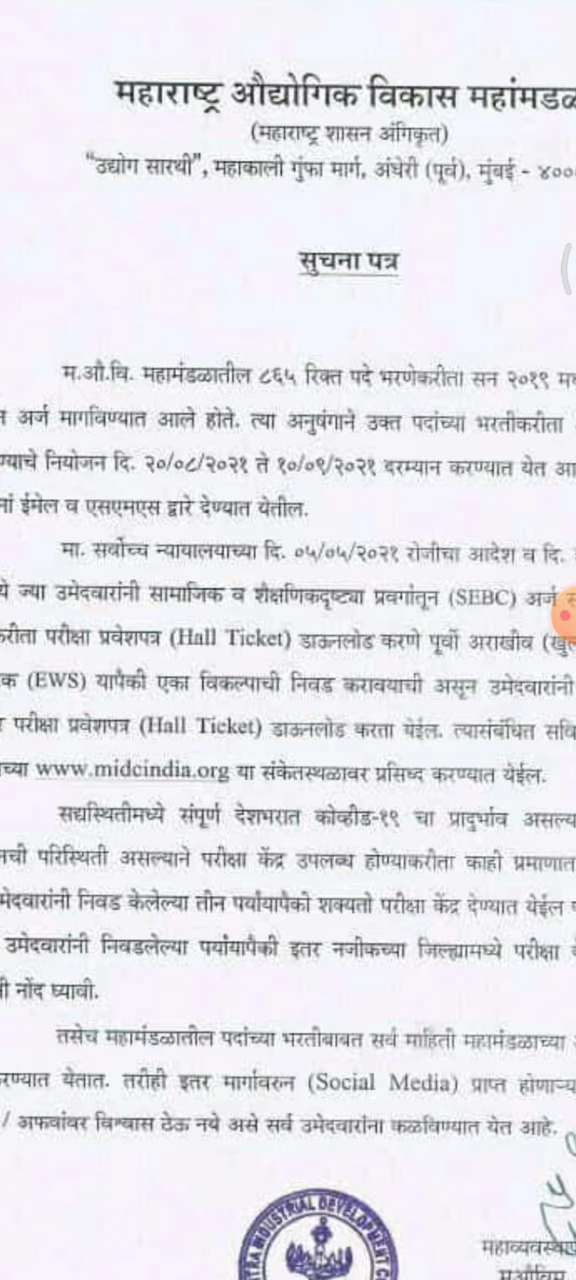 महाराष्ट्र औद्योगिक विकास महांमडळ
(महाराष्ट्र शासन अंगिकृत)
"उद्योग सारथी", महाकाली गुंफा मार्ग, अंधेरी (पूर्व), मुंबई - ४००
सुचना पत्र
म.औ.वि. महामंडळातील ८६५ रिक्त पदे भरणेकरीता सन २०१९
अर्ज मागविण्यात आले होते. त्या अनुषंगाने उक्त पदांच्या भरतीकरीता
ण्याचे नियोजन दि. २०/०८/२०२१ ते १०/०९/२०२१ दरम्यान करण्यात येत
नां ईमेल व एसएमएस द्वारे देण्यात येतील.
मा. सर्वोच्च न्यायालयाच्या दि. ०५/०५/२०२१ रोजीचा आदेश व दि.
ये ज्या उमेदवारांनी सामाजिक व शैक्षणिकदृष्ट्या प्रवर्गातून (SEBC) अर्ज
करीता परीक्षा प्रवेशपत्र (Hall Ticket) डाऊनलोड करणे पूर्वी अराखीव
क (EWS) यापैकी एका विकल्पाची निवड करावयाची असून उमेदवारांनी
परीक्षा प्रवेशपत्र (Hall Ticket) डाऊनलोड करता येईल. त्यासंबंधित
च्या www.midcindia.org या संकेतस्थळावर प्रसिध्द करण्यात येईल.
सद्यस्थितीमध्ये संपूर्ण देशभरात कोव्हीड-१९ चा प्रादुर्भाव
नची परिस्थिती असल्याने परीक्षा केंद्र उपलब्ध होण्याकरीता काही प्रमाणात
मेदवारांनी निवड केलेल्या तीन पर्यायापैकी शक्यतो परीक्षा केंद्र देण्यात येईल
उमेदवारांनी निवडलेल्या पर्यायापैकी इतर नजीकच्या जिल्ह्यामध्ये परीक्षा
ी नोंद घ्यावी.
तसेच महामंडळातील पदांच्या भरतीबाबत सर्व माहिती महामंडळाच्या
रण्यात येतात. तरीही इतर मार्गावरुन (Social Media) प्राप्त
/ अफवांवर विश्वास ठेऊ नये असे सर्व उमेदवारांना कळविण्यात येत आहे.
INDUSTRIAL DEVELOPMENT